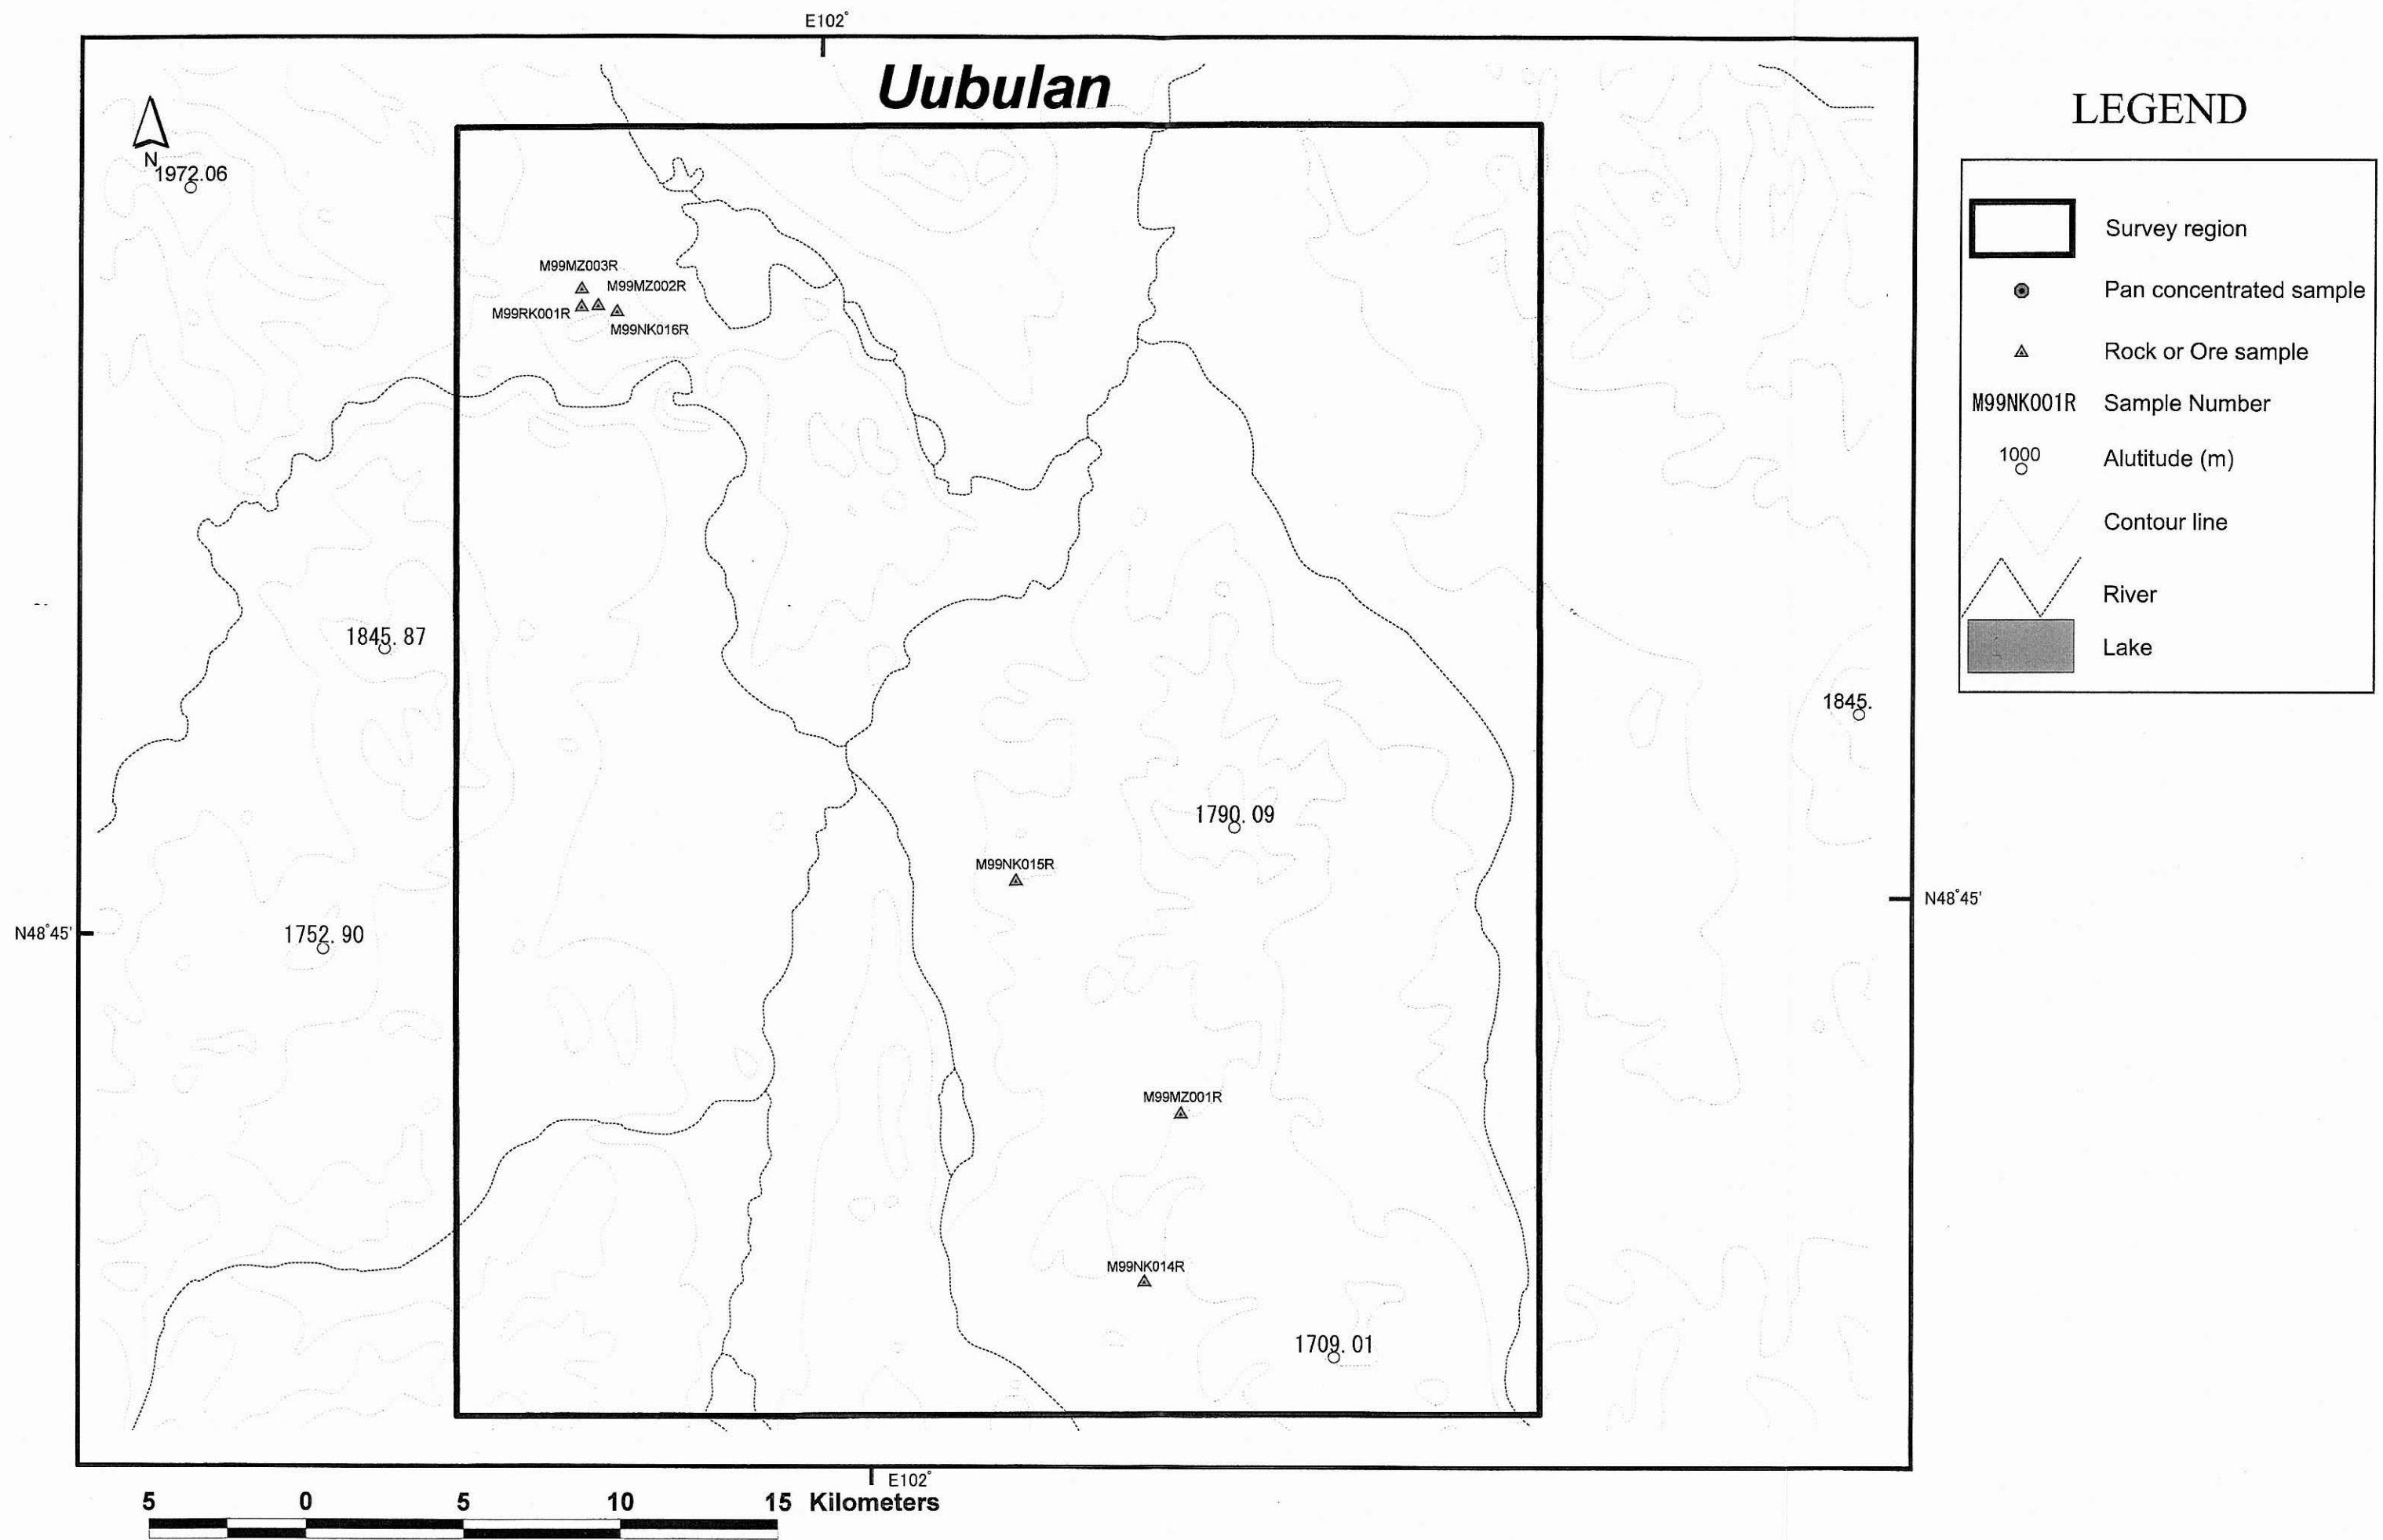 E102°
Uubulan
N
1972.06
M99MZ003R
M99MZ002R
M99RK001R
M99NK016R
1845.87
1845.
1790.09
M99NK015R
N48°45'
N48°45'
1752.90
M99MZ001R
M99NK014R
1709.01
E102°
5 0 5 10 15 Kilometers
LEGEND
Survey region
Pan concentrated sample
Rock or Ore sample
M99NK001R Sample Number
1000 Alutitude (m)
Contour line
River
Lake